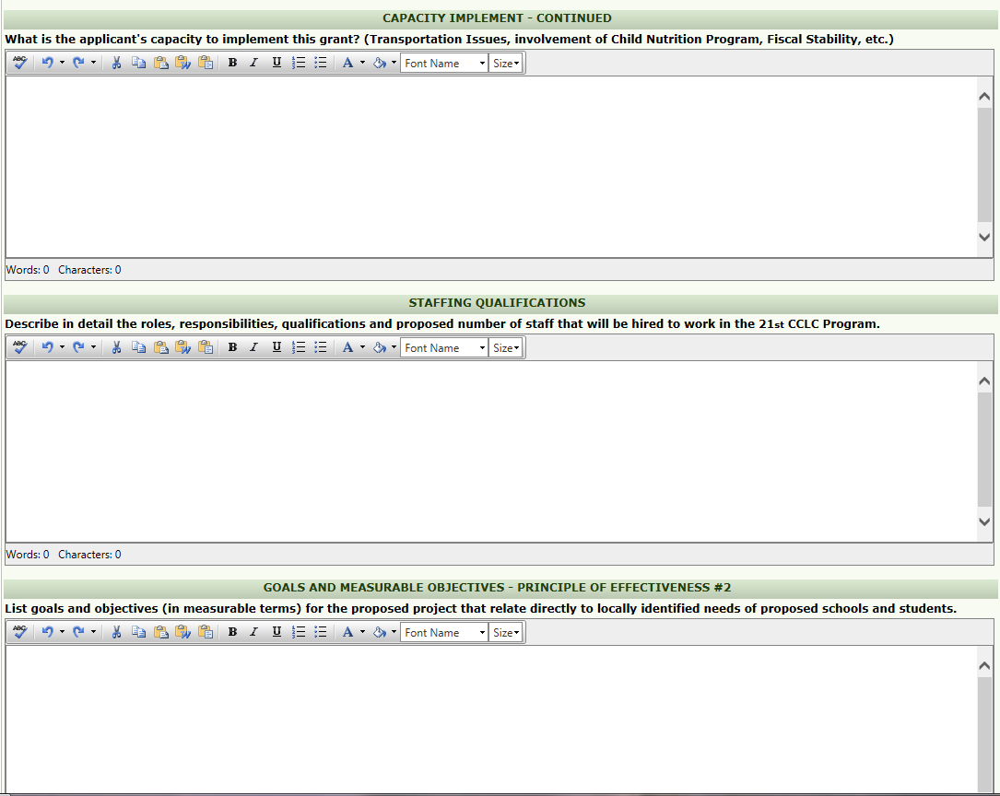 CAPACITY IMPLEMENT - CONTINUED
What is the applicant's capacity to implement this grant? (Transportation Issues, involvement of Child Nutrition Program, Fiscal Stability, etc.)
ABC B I U A Font Name Size
Words: 0 Characters: 0
STAFFING QUALIFICATIONS
Describe in detail the roles, responsibilities, qualifications and proposed number of staff that will be hired to work in the 21st CCLC Program.
ABC B I U A Font Name Size
Words: 0 Characters: 0
GOALS AND MEASURABLE OBJECTIVES - PRINCIPLE OF EFFECTIVENESS #2
List goals and objectives (in measurable terms) for the proposed project that relate directly to locally identified needs of proposed schools and students.
ABC B I U A Font Name Size